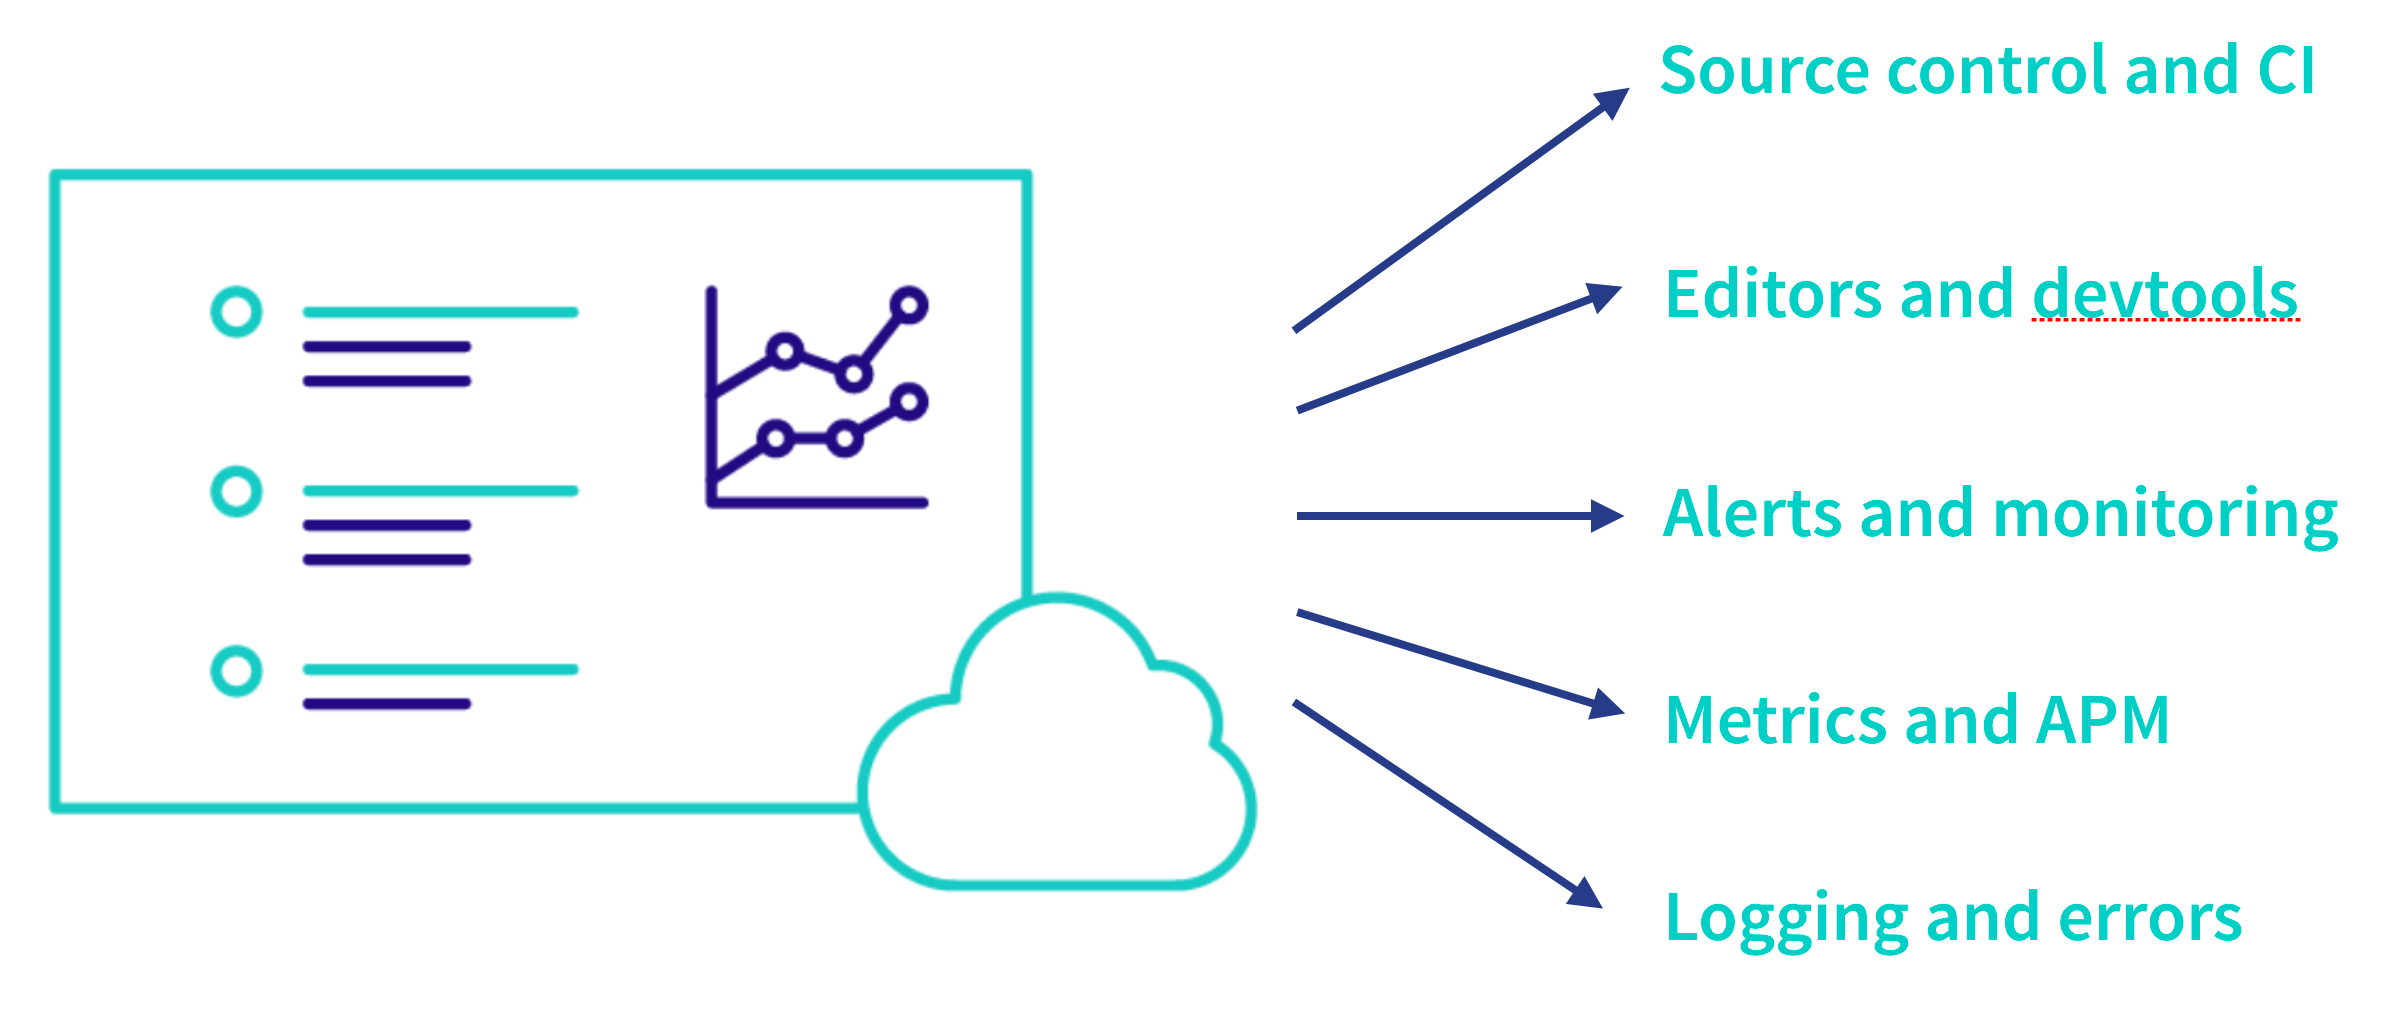 Source control and CI
Editors and devtools
Alerts and monitoring
Metrics and APM
Logging and errors